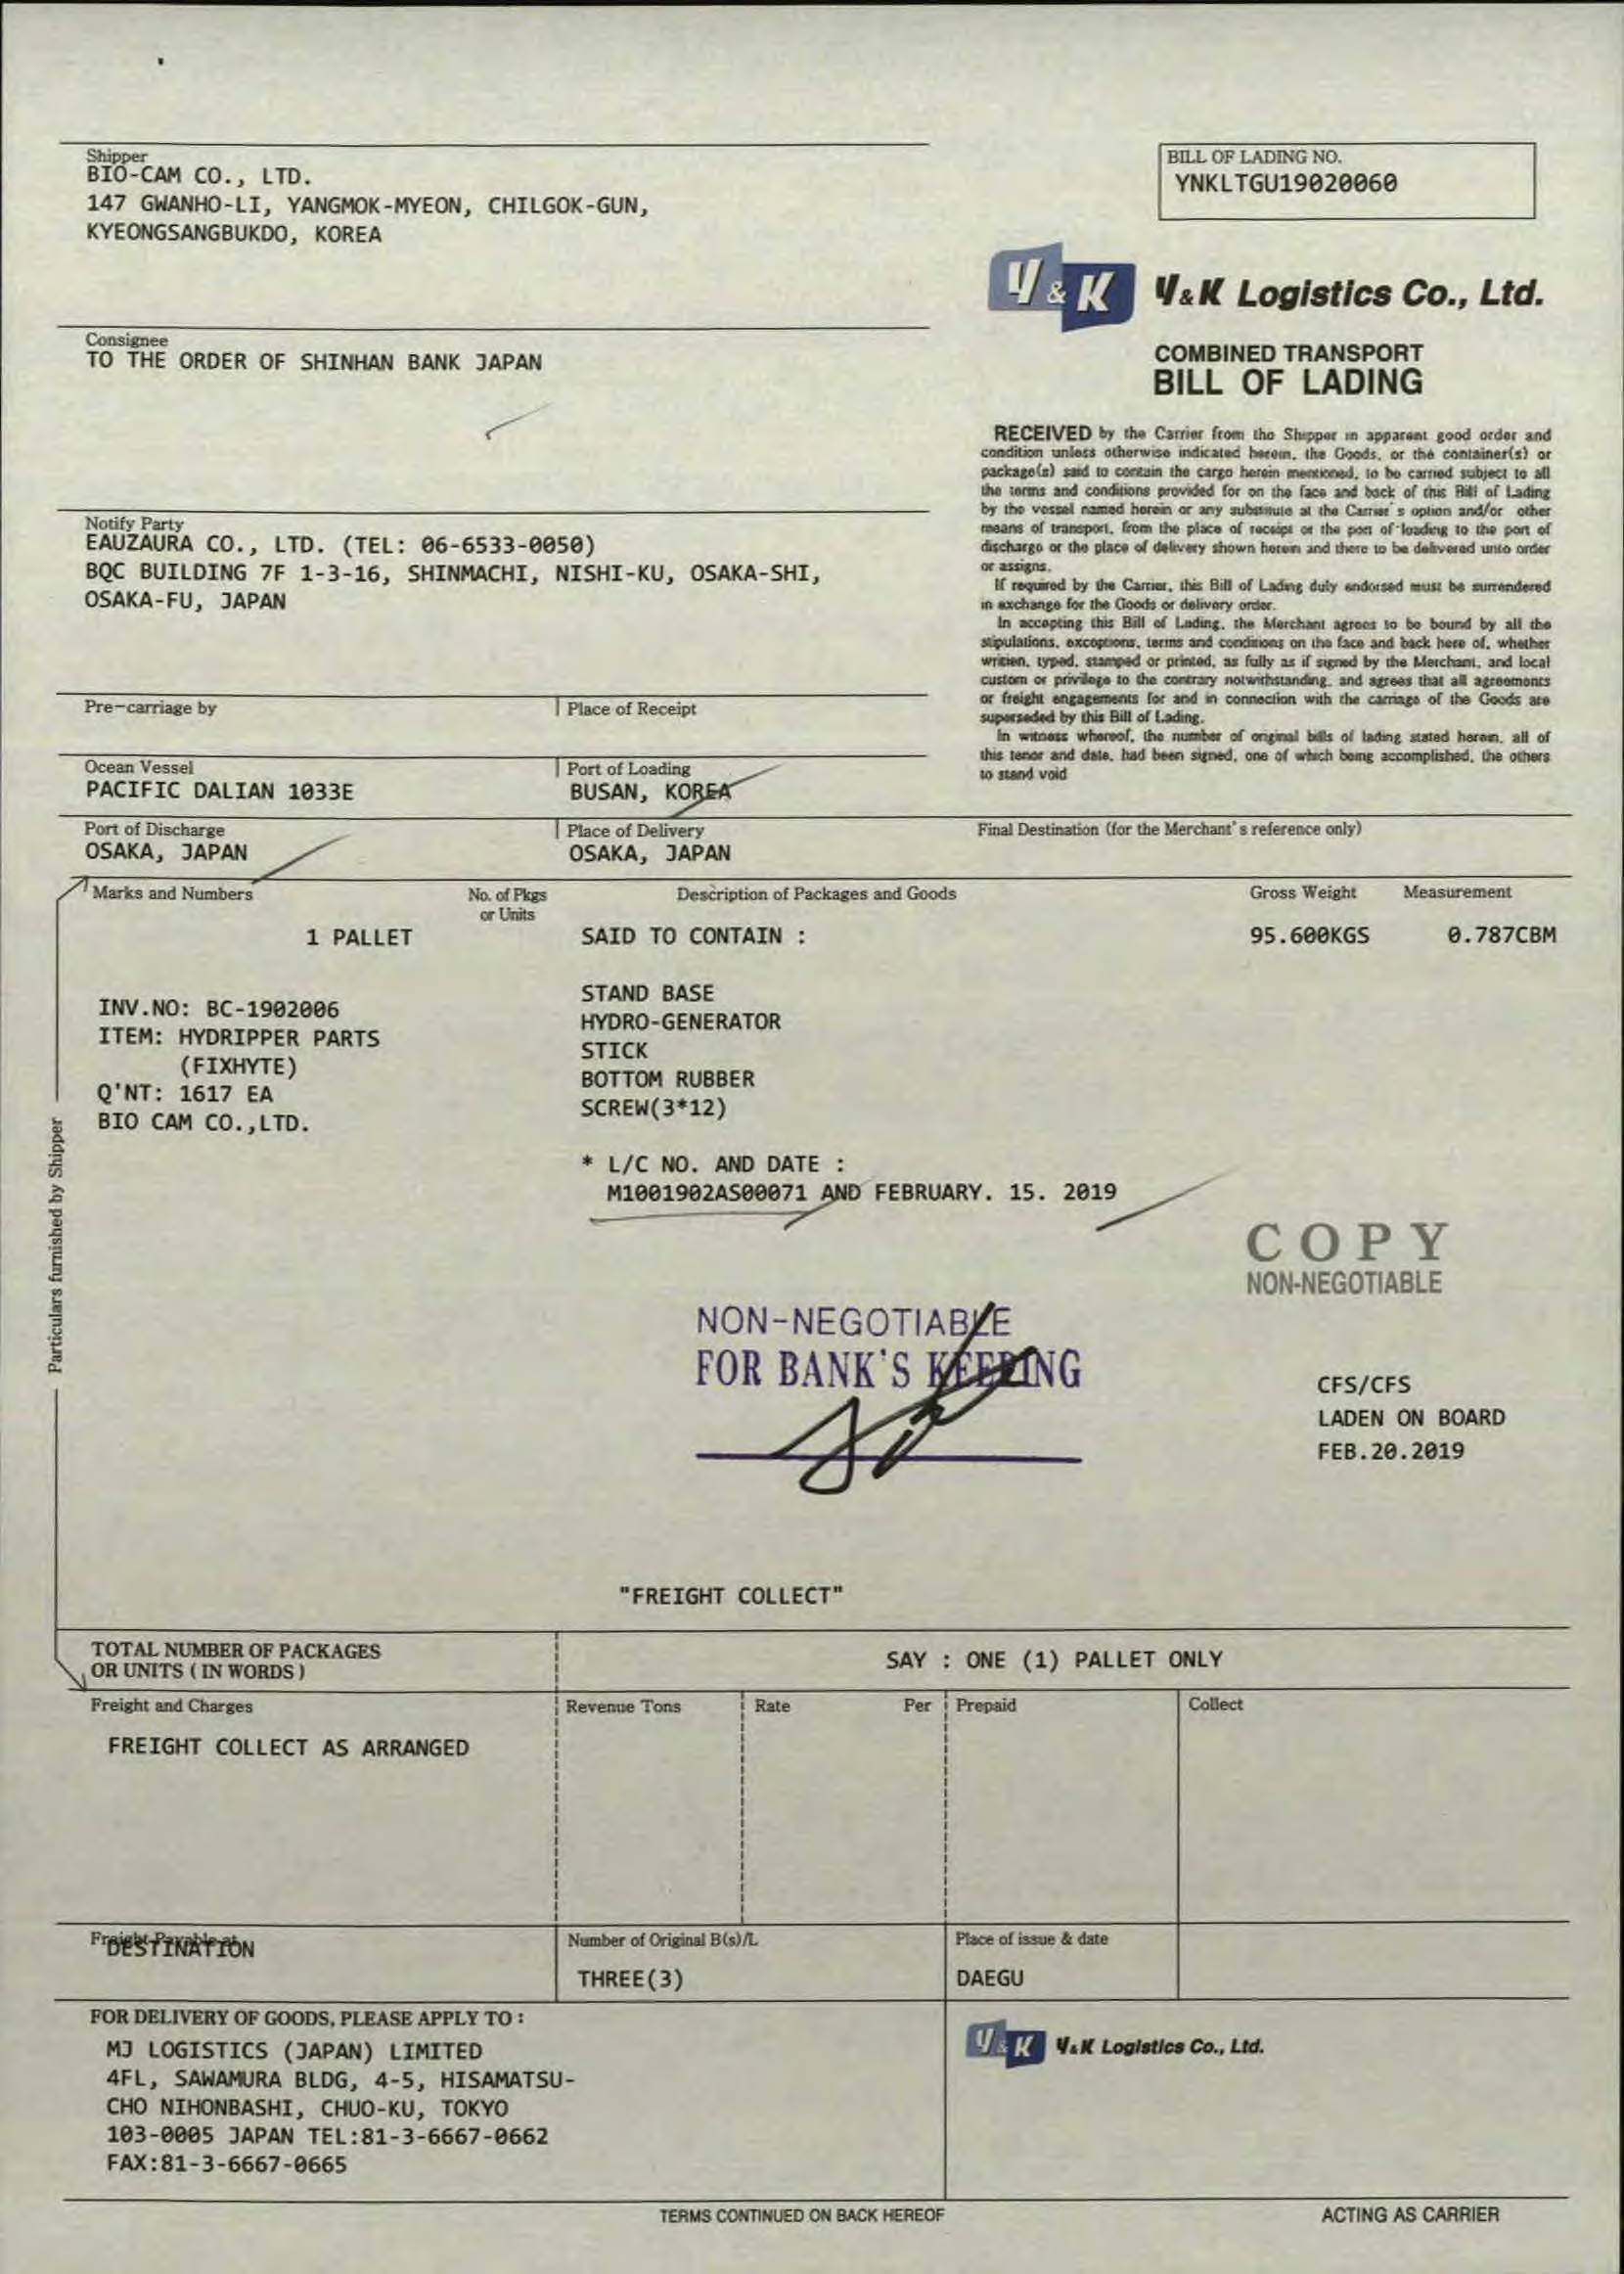 Shipper
BIO-CAM CO., LTD.
147 GWANHO-LI, YANGMOK-MYEON, CHILGOK-GUN,
KYEONGSANGBUKDO, KOREA
BILL OF LADING NO.
YNKLTGU19020060
Y&K Y&K Logistics Co., Ltd.
COMBINED TRANSPORT
BILL OF LADING
Consignee
TO THE ORDER OF SHINHAN BANK JAPAN
RECEIVED by the Carrier from the Shipper in apparent good order and
condition unless otherwise indicated herein, the Goods, or the container(s) or
package(s) said to contain the cargo herein mentioned, to be carried subject to all
the terms and conditions provided for on the face and back of this Bill of Lading
by the vessel named herein or any substitute at the Carrier's option and/or other
means of transport, from the place of receipt or the port of loading to the port of
discharge or the place of delivery shown herein and there to be delivered unto order
or assigns.
If required by the Carrier, this Bill of Lading duly endorsed must be surrendered
in exchange for the Goods or delivery order.
In accepting this Bill of Lading, the Merchant agrees to be bound by all the
stipulations, exceptions, terms and conditions on the face and back here of, whether
written, typed, stamped or printed, as fully as if signed by the Merchant, and local
custom or privilege to the contrary notwithstanding, and agrees that all agreements
or freight engagements for and in connection with the carriage of the Goods are
superseded by this Bill of Lading.
In witness whereof, the number of original bills of lading stated herein, all of
this tenor and date, had been signed, one of which being accomplished, the others
to stand void
Notify Party
EAUZAURA CO., LTD. (TEL: 06-6533-0050)
BQC BUILDING 7F 1-3-16, SHINMACHI, NISHI-KU, OSAKA-SHI,
OSAKA-FU, JAPAN
Pre-carriage by
Place of Receipt
Ocean Vessel
PACIFIC DALIAN 1033E
Port of Loading
BUSAN, KOREA
Port of Discharge
OSAKA, JAPAN
Place of Delivery
OSAKA, JAPAN
Final Destination (for the Merchant's reference only)
Marks and Numbers
No. of Pkgs
or Units
Description of Packages and Goods
Gross Weight
Measurement
1 PALLET
SAID TO CONTAIN :
95.600KGS
0.787CBM
INV.NO: BC-1902006
ITEM: HYDRIPPER PARTS
(FIXHYTE)
Q'NT: 1617 EA
BIO CAM CO.,LTD.
STAND BASE
HYDRO-GENERATOR
STICK
BOTTOM RUBBER
SCREW(3*12)
* L/C NO. AND DATE :
M1001902AS00071 AND FEBRUARY. 15. 2019
Particulars furnished by Shipper
COPY
NON-NEGOTIABLE
NON-NEGOTIABLE
FOR BANK'S KEEPING
CFS/CFS
LADEN ON BOARD
FEB.20.2019
"FREIGHT COLLECT"
TOTAL NUMBER OF PACKAGES
OR UNITS ( IN WORDS )
SAY : ONE (1) PALLET ONLY
Freight and Charges
Revenue Tons
Rate
Per
Prepaid
Collect
FREIGHT COLLECT AS ARRANGED
Freight Payable at
DESTINATION
Number of Original B(s)/L
THREE(3)
Place of issue & date
DAEGU
FOR DELIVERY OF GOODS, PLEASE APPLY TO :
MJ LOGISTICS (JAPAN) LIMITED
4FL, SAWAMURA BLDG, 4-5, HISAMATSU-
CHO NIHONBASHI, CHUO-KU, TOKYO
103-0005 JAPAN TEL:81-3-6667-0662
FAX:81-3-6667-0665
Y&K Y&K Logistics Co., Ltd.
TERMS CONTINUED ON BACK HEREOF
ACTING AS CARRIER